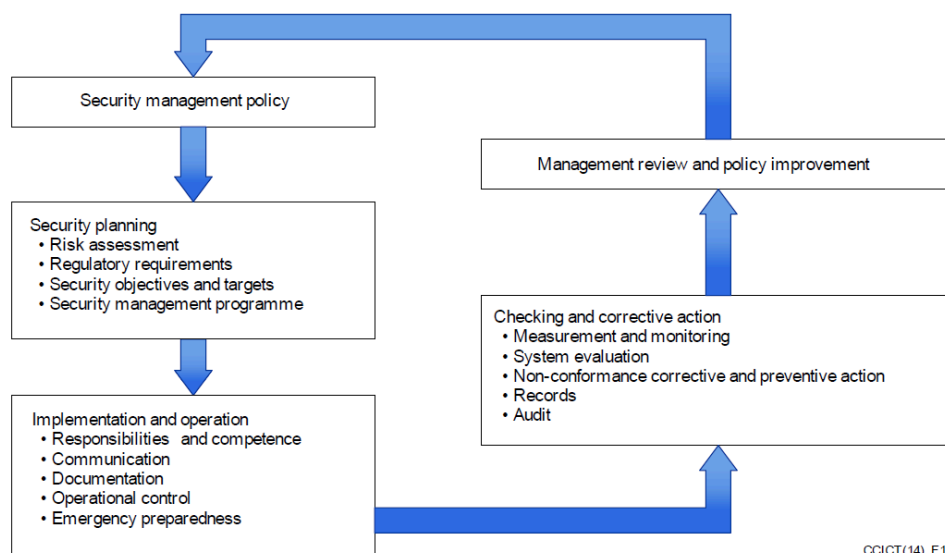 Security management policy
Security planning
• Risk assessment
• Regulatory requirements
• Security objectives and targets
• Security management programme
Implementation and operation
• Responsibilities and competence
• Communication
• Documentation
• Operational control
• Emergency preparedness
Checking and corrective action
• Measurement and monitoring
• System evaluation
• Non-conformance corrective and preventive action
• Records
• Audit
Management review and policy improvement